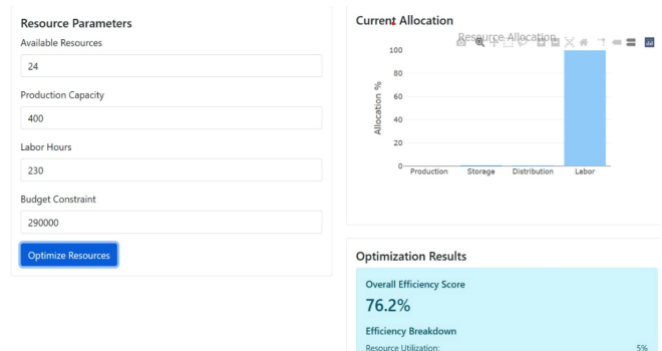 Resource Parameters
Available Resources
24
Production Capacity
400
Labor Hours
230
Budget Constraint
290000
Optimize Resources
Current Allocation
Resource Allocation
100
80
60
40
20
0
Allocation %
Production Storage Distribution Labor
Optimization Results
Overall Efficiency Score
76.2%
Efficiency Breakdown
Resource Utilization: 5%